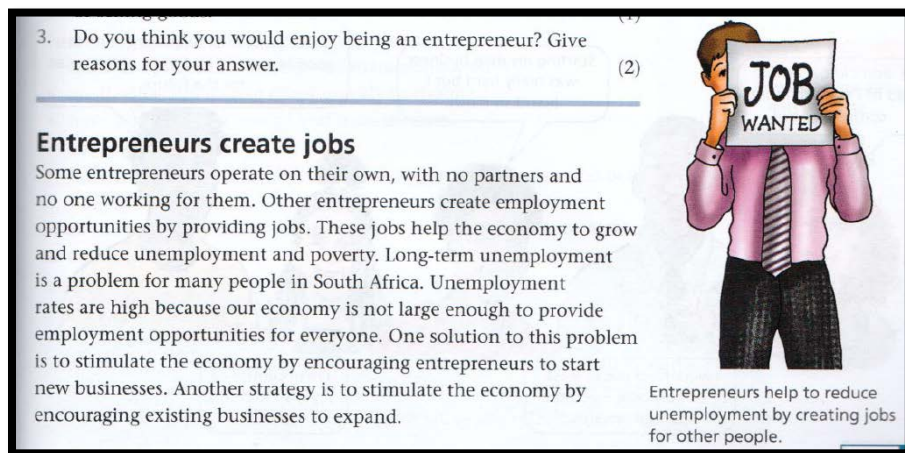 3. Do you think you would enjoy being an entrepreneur? Give
reasons for your answer. (2)
Entrepreneurs create jobs
Some entrepreneurs operate on their own, with no partners and
no one working for them. Other entrepreneurs create employment
opportunities by providing jobs. These jobs help the economy to grow
and reduce unemployment and poverty. Long-term unemployment
is a problem for many people in South Africa. Unemployment
rates are high because our economy is not large enough to provide
employment opportunities for everyone. One solution to this problem
is to stimulate the economy by encouraging entrepreneurs to start
new businesses. Another strategy is to stimulate the economy by
encouraging existing businesses to expand.
JOB
WANTED
Entrepreneurs help to reduce
unemployment by creating jobs
for other people.